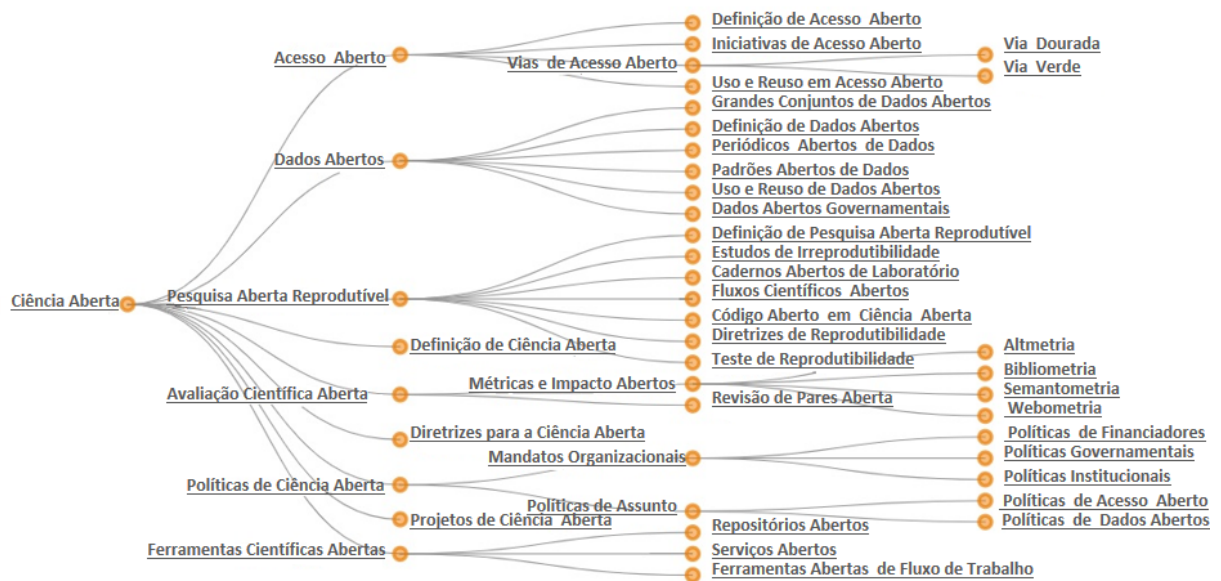 Ciência Aberta
Acesso Aberto
Definição de Acesso Aberto
Iniciativas de Acesso Aberto
Vias de Acesso Aberto
Via Dourada
Via Verde
Uso e Reuso em Acesso Aberto
Dados Abertos
Grandes Conjuntos de Dados Abertos
Definição de Dados Abertos
Periódicos Abertos de Dados
Padrões Abertos de Dados
Uso e Reuso de Dados Abertos
Dados Abertos Governamentais
Pesquisa Aberta Reprodutível
Definição de Pesquisa Aberta Reprodutível
Estudos de Irreprodutibilidade
Cadernos Abertos de Laboratório
Fluxos Científicos Abertos
Código Aberto em Ciência Aberta
Diretrizes de Reprodutibilidade
Teste de Reprodutibilidade
Definição de Ciência Aberta
Avaliação Científica Aberta
Métricas e Impacto Abertos
Altmetria
Bibliometria
Semantometria
Webometria
Revisão de Pares Aberta
Diretrizes para a Ciência Aberta
Políticas de Ciência Aberta
Mandatos Organizacionais
Políticas de Financiadores
Políticas Governamentais
Políticas Institucionais
Políticas de Assunto
Políticas de Acesso Aberto
Políticas de Dados Abertos
Projetos de Ciência Aberta
Ferramentas Científicas Abertas
Repositórios Abertos
Serviços Abertos
Ferramentas Abertas de Fluxo de Trabalho